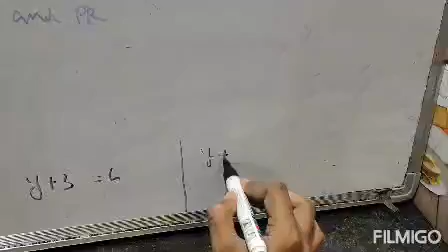 and PR
y+3 = 6
y+
FILMIGO